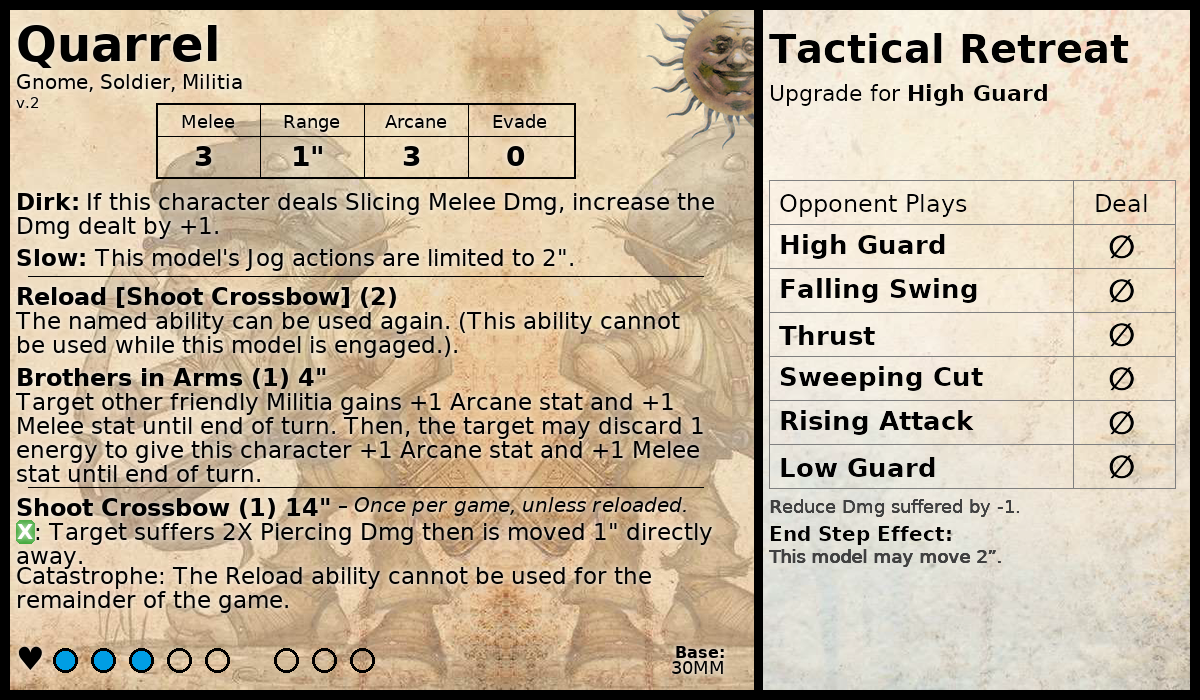 Quarrel
Gnome, Soldier, Militia
v.2
Melee Range Arcane Evade
3 1" 3 0
Dirk: If this character deals Slicing Melee Dmg, increase the
Dmg dealt by +1.
Slow: This model's Jog actions are limited to 2".
Reload [Shoot Crossbow] (2)
The named ability can be used again. (This ability cannot
be used while this model is engaged.).
Brothers in Arms (1) 4"
Target other friendly Militia gains +1 Arcane stat and +1
Melee stat until end of turn. Then, the target may discard 1
energy to give this character +1 Arcane stat and +1 Melee
stat until end of turn.
Shoot Crossbow (1) 14" – Once per game, unless reloaded.
X: Target suffers 2X Piercing Dmg then is moved 1" directly
away.
Catastrophe: The Reload ability cannot be used for the
remainder of the game.
Base:
30MM
Tactical Retreat
Upgrade for High Guard
Opponent Plays Deal
High Guard ∅
Falling Swing ∅
Thrust ∅
Sweeping Cut ∅
Rising Attack ∅
Low Guard ∅
Reduce Dmg suffered by -1.
End Step Effect:
This model may move 2”.